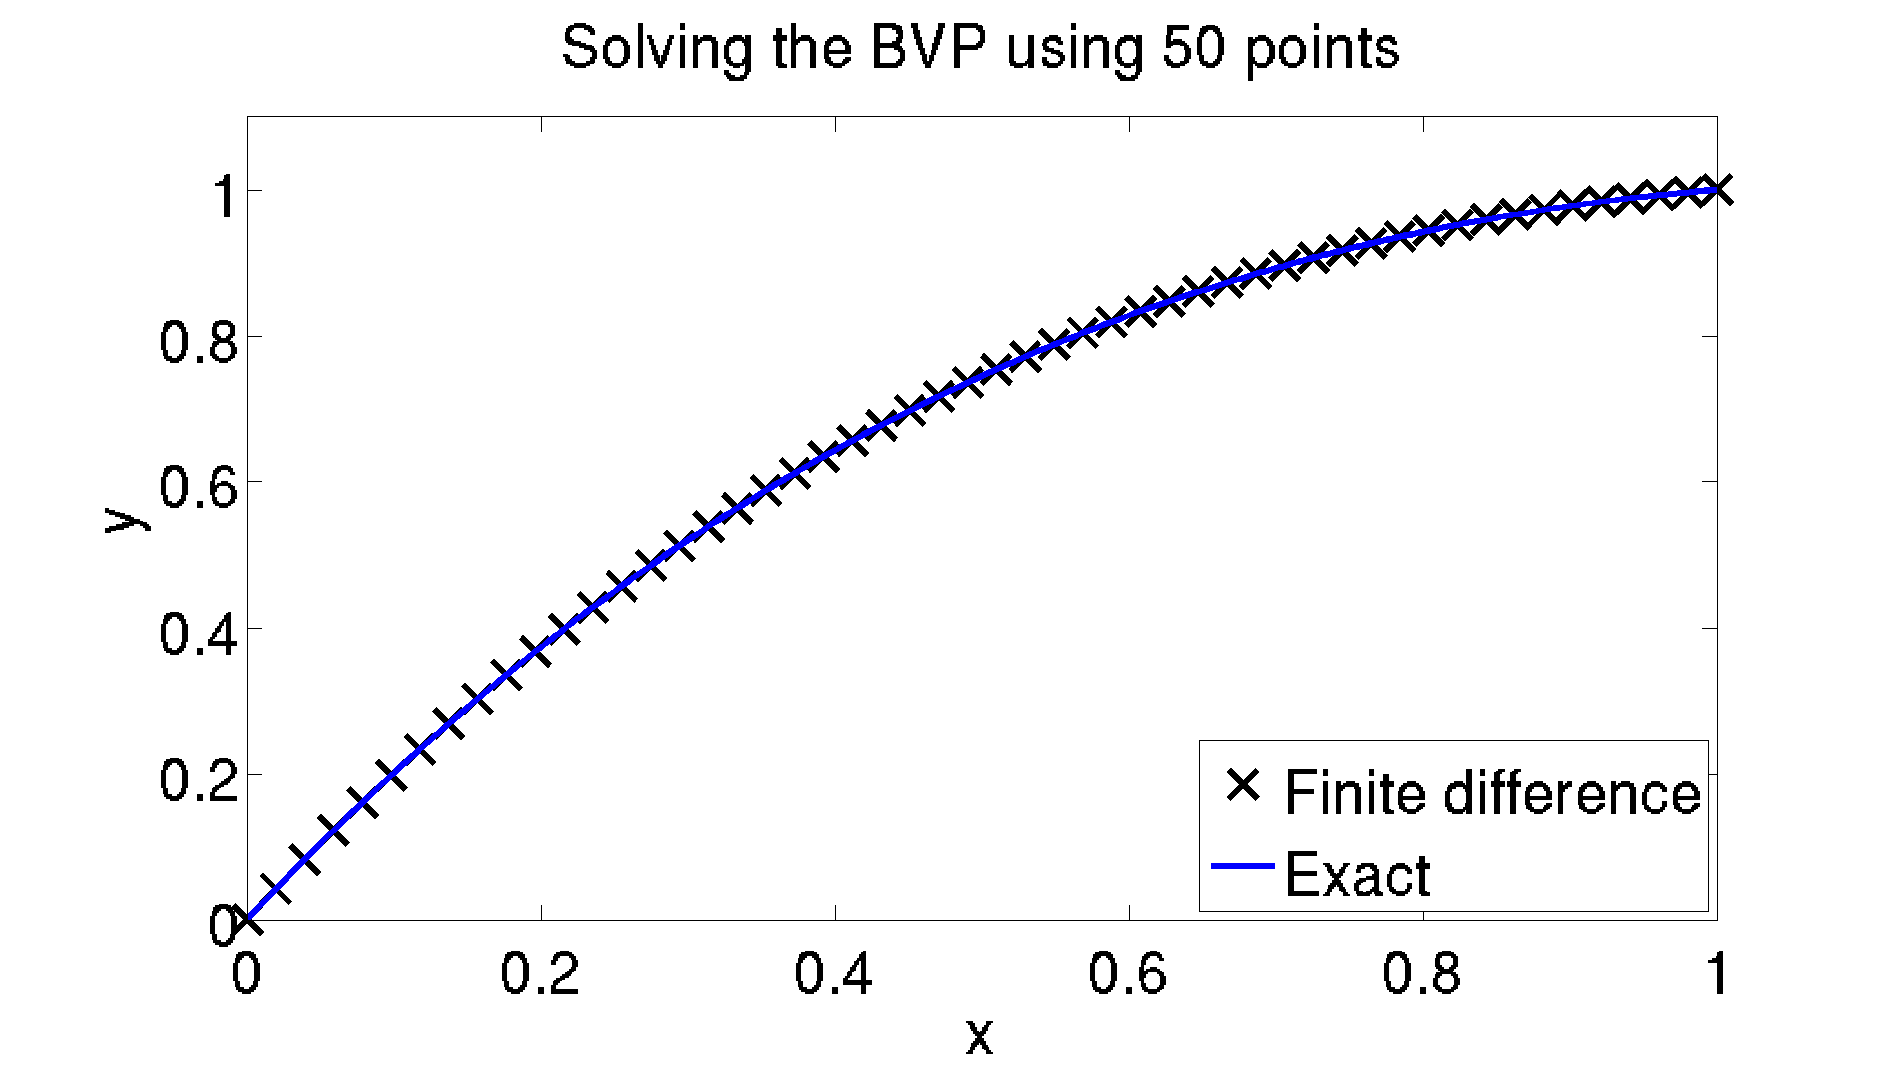 Solving the BVP using 50 points
1
0.8
0.6
0.4
0.2
0
y
Finite difference
Exact
0 0.2 0.4 0.6 0.8 1
x